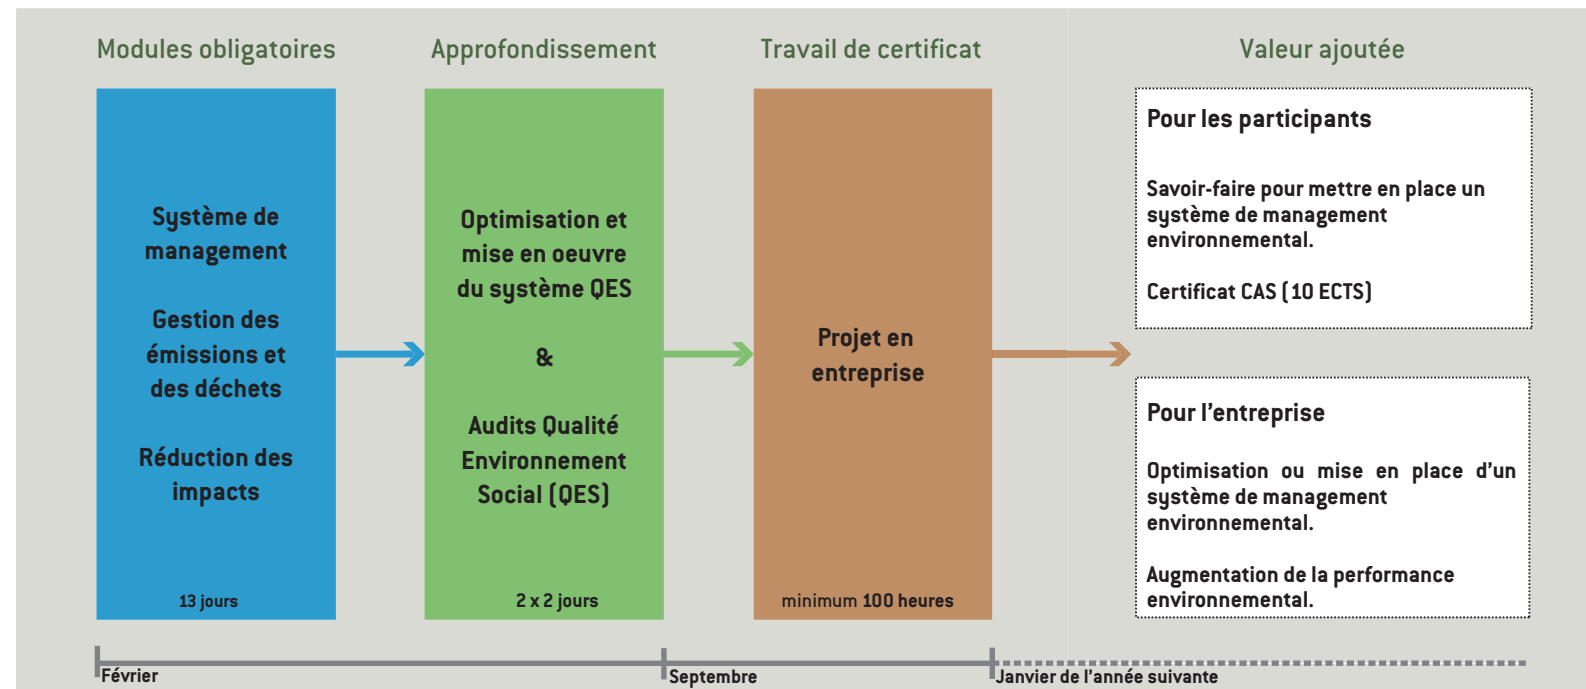 Modules obligatoires
Système de
management
Gestion des
émissions et
des déchets
Réduction des
impacts
13 jours
Approfondissement
Optimisation et
mise en oeuvre
du système QES
&
Audits Qualité
Environnement
Social (QES)
2 x 2 jours
Travail de certificat
Projet en
entreprise
minimum 100 heures
Valeur ajoutée
Pour les participants
Savoir-faire pour mettre en place un
système de management
environnemental.
Certificat CAS (10 ECTS)
Pour l'entreprise
Optimisation ou mise en place d'un
système de management
environnemental.
Augmentation de la performance
environnemental.
Février
Septembre
Janvier de l'année suivante